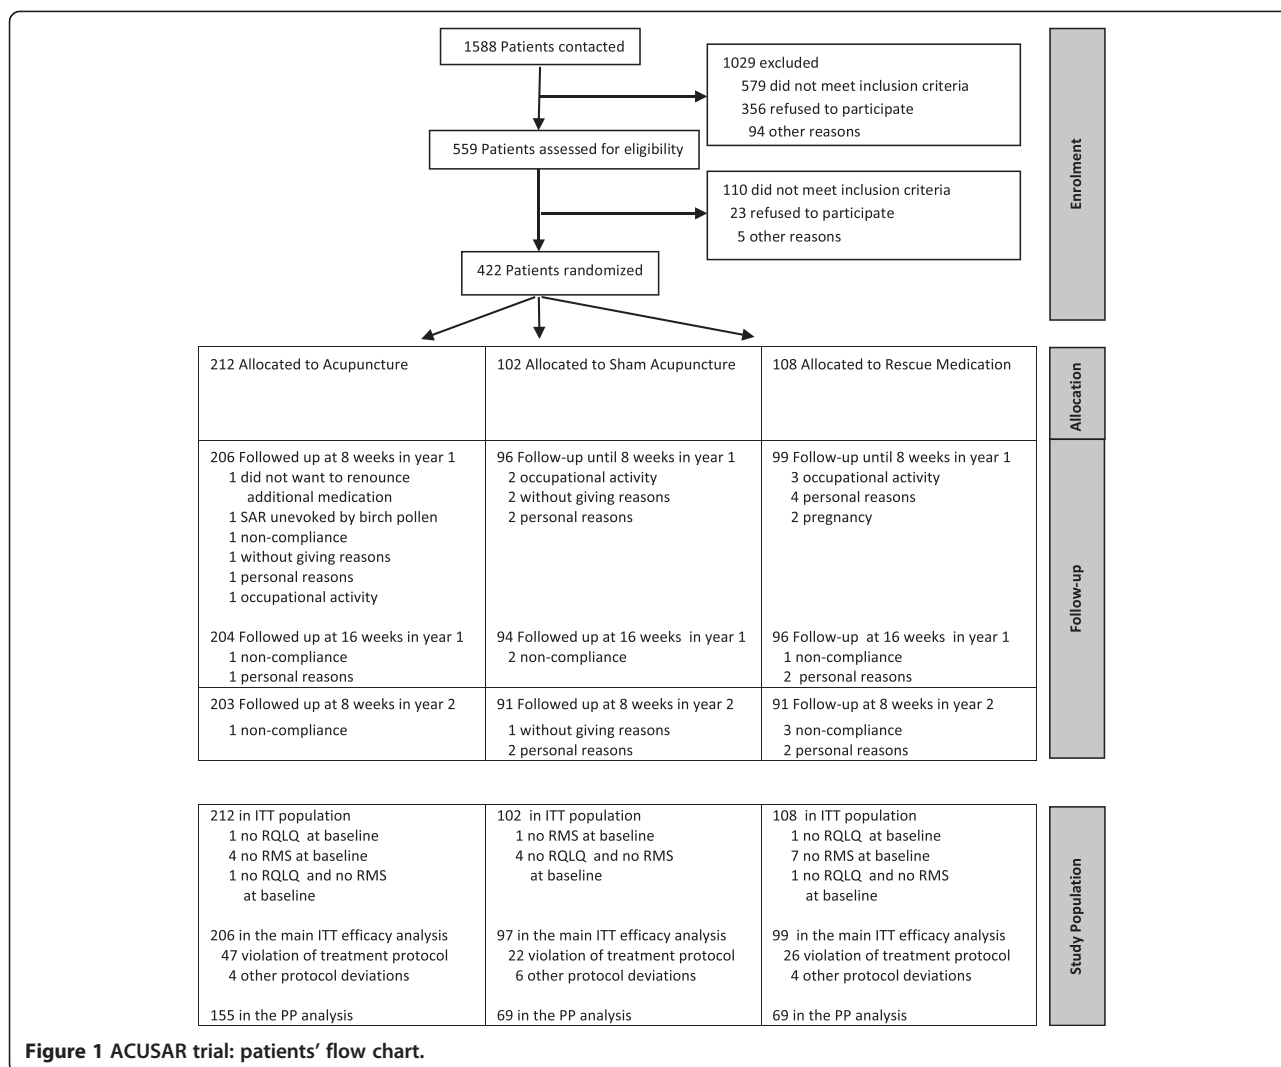 1588 Patients contacted
1029 excluded
579 did not meet inclusion criteria
356 refused to participate
94 other reasons
559 Patients assessed for eligibility
110 did not meet inclusion criteria
23 refused to participate
5 other reasons
422 Patients randomized
Enrolment
212 Allocated to Acupuncture
102 Allocated to Sham Acupuncture
108 Allocated to Rescue Medication
Allocation
206 Followed up at 8 weeks in year 1
1 did not want to renounce
additional medication
1 SAR unevoked by birch pollen
1 non-compliance
1 without giving reasons
1 personal reasons
1 occupational activity
204 Followed up at 16 weeks in year 1
1 non-compliance
1 personal reasons
203 Followed up at 8 weeks in year 2
1 non-compliance
96 Follow-up until 8 weeks in year 1
2 occupational activity
2 without giving reasons
2 personal reasons
94 Followed up at 16 weeks in year 1
2 non-compliance
91 Followed up at 8 weeks in year 2
1 without giving reasons
2 personal reasons
99 Follow-up until 8 weeks in year 1
3 occupational activity
4 personal reasons
2 pregnancy
96 Follow-up at 16 weeks in year 1
1 non-compliance
2 personal reasons
91 Follow-up at 8 weeks in year 2
3 non-compliance
2 personal reasons
Follow-up
212 in ITT population
1 no RQLQ at baseline
4 no RMS at baseline
1 no RQLQ and no RMS
at baseline
206 in the main ITT efficacy analysis
47 violation of treatment protocol
4 other protocol deviations
155 in the PP analysis
102 in ITT population
1 no RMS at baseline
4 no RQLQ and no RMS
at baseline
97 in the main ITT efficacy analysis
22 violation of treatment protocol
6 other protocol deviations
69 in the PP analysis
108 in ITT population
1 no RQLQ at baseline
7 no RMS at baseline
1 no RQLQ and no RMS
at baseline
99 in the main ITT efficacy analysis
26 violation of treatment protocol
4 other protocol deviations
69 in the PP analysis
Study Population
Figure 1 ACUSAR trial: patients' flow chart.